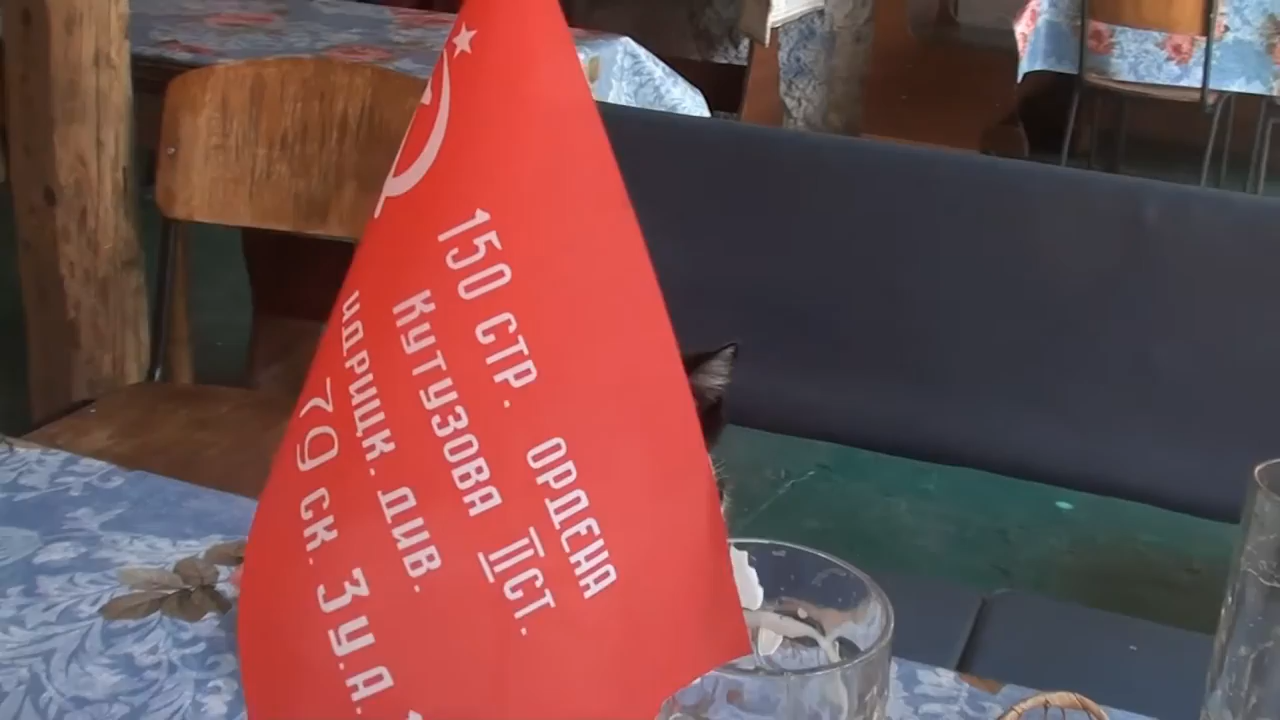 150 СТР. ОРДЕНА
КУТУЗОВА II СТ.
ИДРИЦК. ДИВ.
79 СК. 3 У.А.